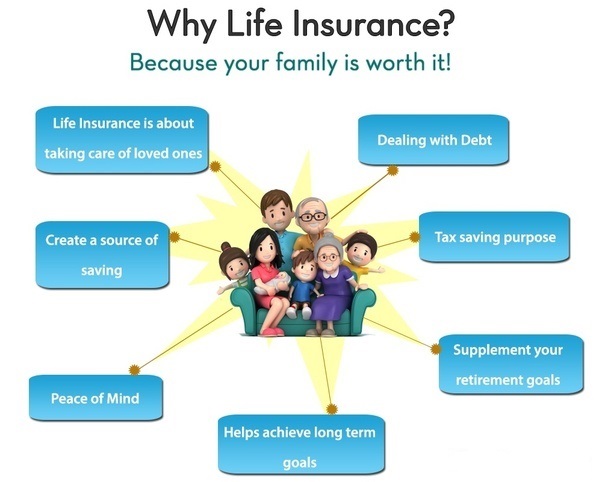 Why Life Insurance?
Because your family is worth it!
Life Insurance is about
taking care of loved ones
Dealing with Debt
Create a source of
saving
Tax saving purpose
Supplement your
retirement goals
Peace of Mind
Helps achieve long term
goals